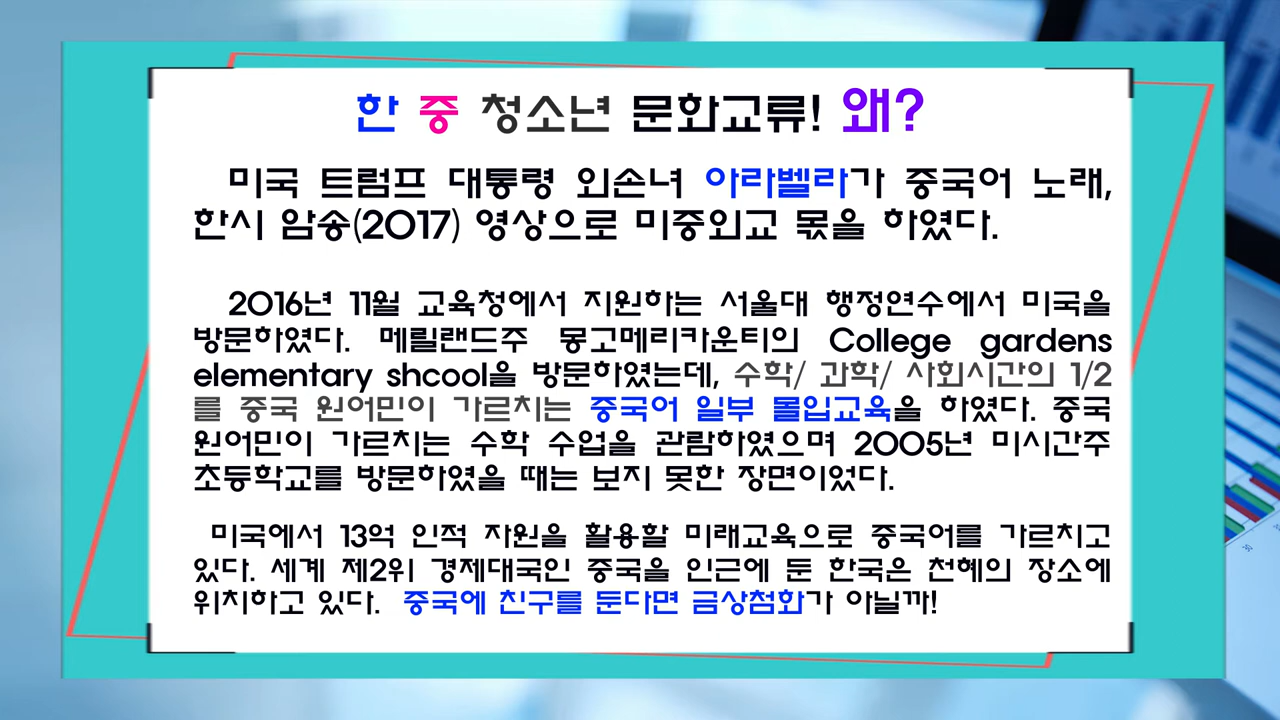 한 중 청소년 문화교류! 왜?
미국 트럼프 대통령 외손녀 아라벨라가 중국어 노래,
한시 암송(2017) 영상으로 미중외교 몫을 하였다.
2016년 11월 교육청에서 지원하는 서울대 행정연수에서 미국을
방문하였다. 메릴랜드주 몽고메리카운티의 College gardens
elementary shcool을 방문하였는데, 수학/ 과학/ 사회시간의 1/2
를 중국 원어민이 가르치는 중국어 일부 몰입교육을 하였다. 중국
원어민이 가르치는 수학 수업을 관람하였으며 2005년 미시간주
초등학교를 방문하였을 때는 보지 못한 장면이었다.
미국에서 13억 인적 자원을 활용할 미래교육으로 중국어를 가르치고
있다. 세계 제2위 경제대국인 중국을 인근에 둔 한국은 천혜의 장소에
위치하고 있다. 중국에 친구를 둔다면 금상첨화가 아닐까!